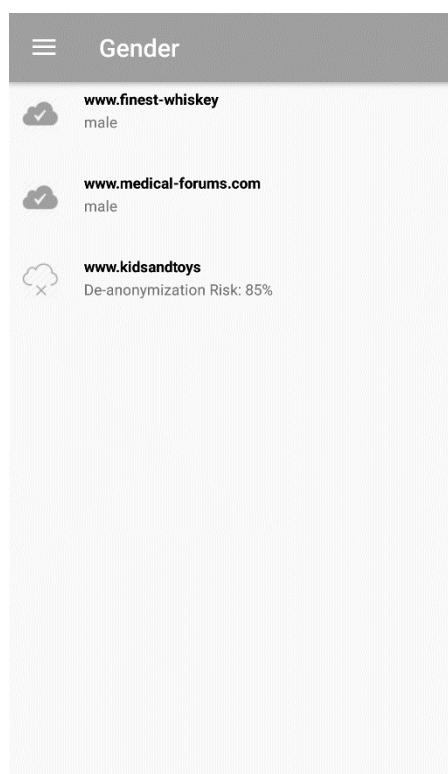 Gender
www.finest-whiskey
male
www.medical-forums.com
male
www.kidsandtoys
De-anonymization Risk: 85%